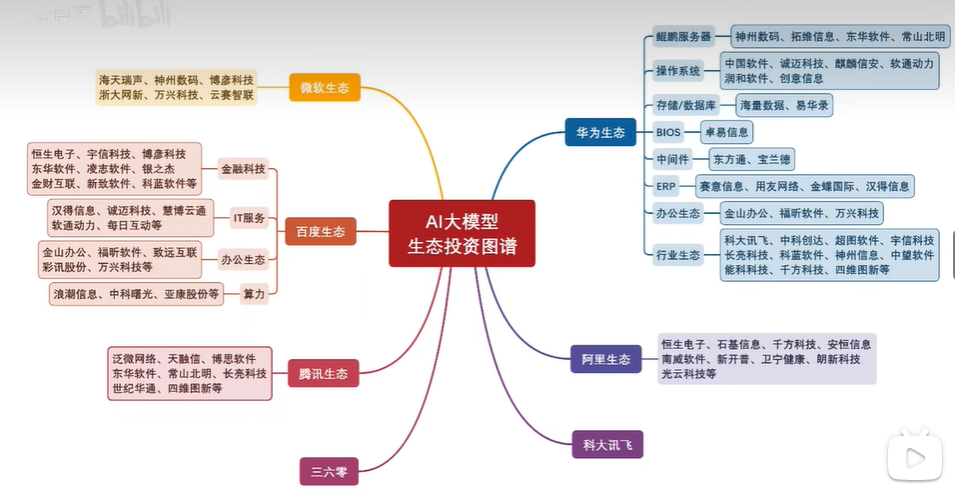 bilibili
鲲鹏服务器
神州数码、拓维信息、东华软件、常山北明
操作系统
中国软件、诚迈科技、麒麟信安、软通动力
润和软件、创意信息
存储/数据库
海量数据、易华录
华为生态
BIOS
卓易信息
中间件
东方通、宝兰德
ERP
赛意信息、用友网络、金蝶国际、汉得信息
办公生态
金山办公、福昕软件、万兴科技
行业生态
科大讯飞、中科创达、超图软件、宇信科技
长亮科技、科蓝软件、神州信息、中望软件
能科科技、千方科技、四维图新等
海天瑞声、神州数码、博彦科技
浙大网新、万兴科技、云赛智联
微软生态
恒生电子、宇信科技、博彦科技
东华软件、凌志软件、银之杰
金财互联、新致软件、科蓝软件等
金融科技
汉得信息、诚迈科技、慧博云通
软通动力、每日互动等
IT服务
百度生态
金山办公、福昕软件、致远互联
彩讯股份、万兴科技等
办公生态
浪潮信息、中科曙光、亚康股份等
算力
AI大模型
生态投资图谱
泛微网络、天融信、博思软件
东华软件、常山北明、长亮科技
世纪华通、四维图新等
腾讯生态
三六零
阿里生态
恒生电子、石基信息、千方科技、安恒信息
南威软件、新开普、卫宁健康、朗新科技
光云科技等
科大讯飞